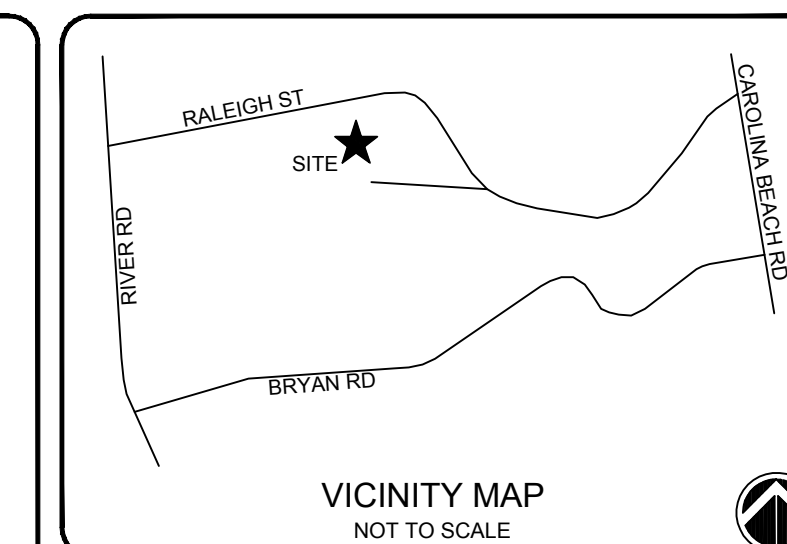 RALEIGH ST
CAROLINA BEACH RD
SITE
RIVER RD
BRYAN RD
VICINITY MAP
NOT TO SCALE